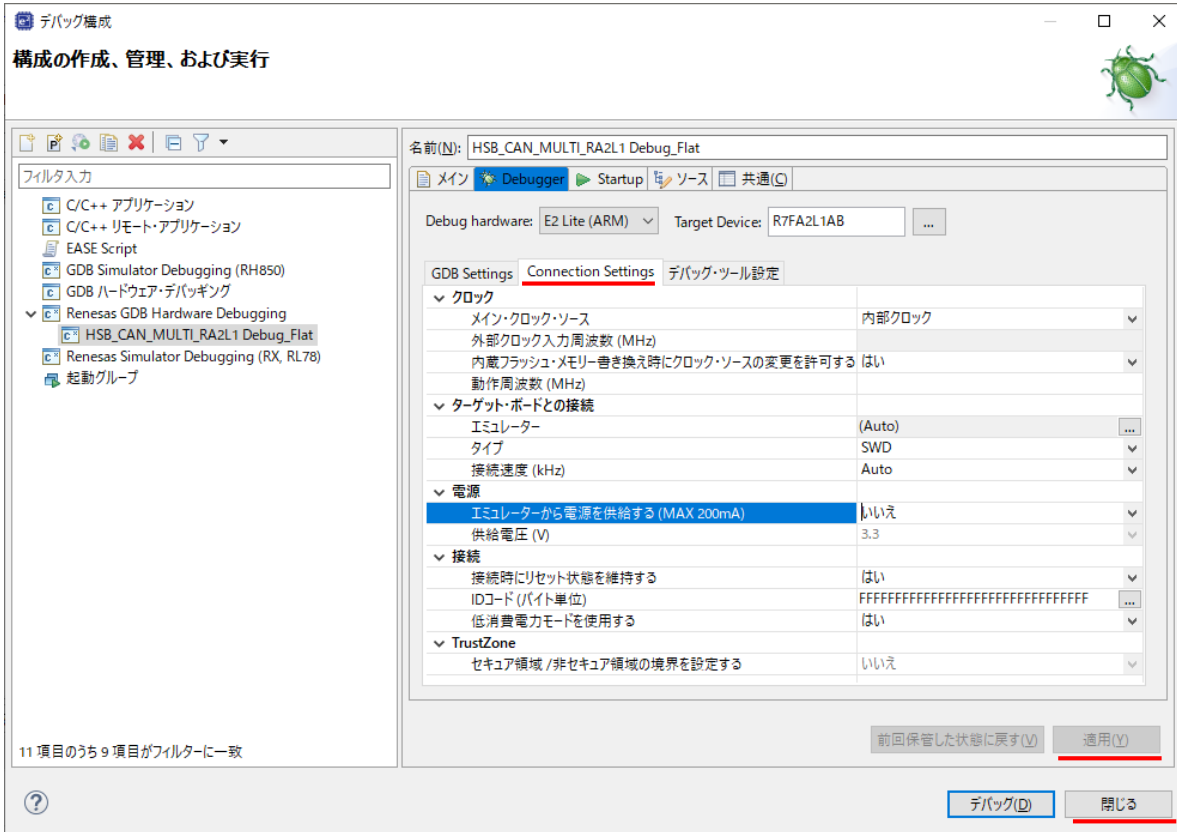 デバッグ構成
構成の作成、管理、および実行
フィルタ入力
C/C++ アプリケーション
C/C++ リモート・アプリケーション
EASE Script
GDB Simulator Debugging (RH850)
GDB ハードウェア・デバッギング
Renesas GDB Hardware Debugging
HSB_CAN_MULTI_RA2L1 Debug_Flat
Renesas Simulator Debugging (RX, RL78)
起動グループ
11 項目のうち 9 項目がフィルターに一致
名前(N): HSB_CAN_MULTI_RA2L1 Debug_Flat
メイン Debugger Startup ソース 共通(C)
Debug hardware: E2 Lite (ARM) Target Device: R7FA2L1AB ...
GDB Settings Connection Settings デバッグ・ツール設定
クロック
メイン・クロック・ソース 内部クロック
外部クロック入力周波数 (MHz)
内蔵フラッシュ・メモリー書き換え時にクロック・ソースの変更を許可する はい
動作周波数 (MHz)
ターゲット・ボードとの接続
エミュレーター (Auto) ...
タイプ SWD
接続速度 (kHz) Auto
電源
エミュレーターから電源を供給する (MAX 200mA) いいえ
供給電圧 (V) 3.3
接続
接続時にリセット状態を維持する はい
IDコード (バイト単位) FFFFFFFFFFFFFFFFFFFFFFFFFFFFFFFF ...
低消費電力モードを使用する はい
TrustZone
セキュア領域 /非セキュア領域の境界を設定する いいえ
前回保管した状態に戻す(V) 適用(Y)
? デバッグ(D) 閉じる